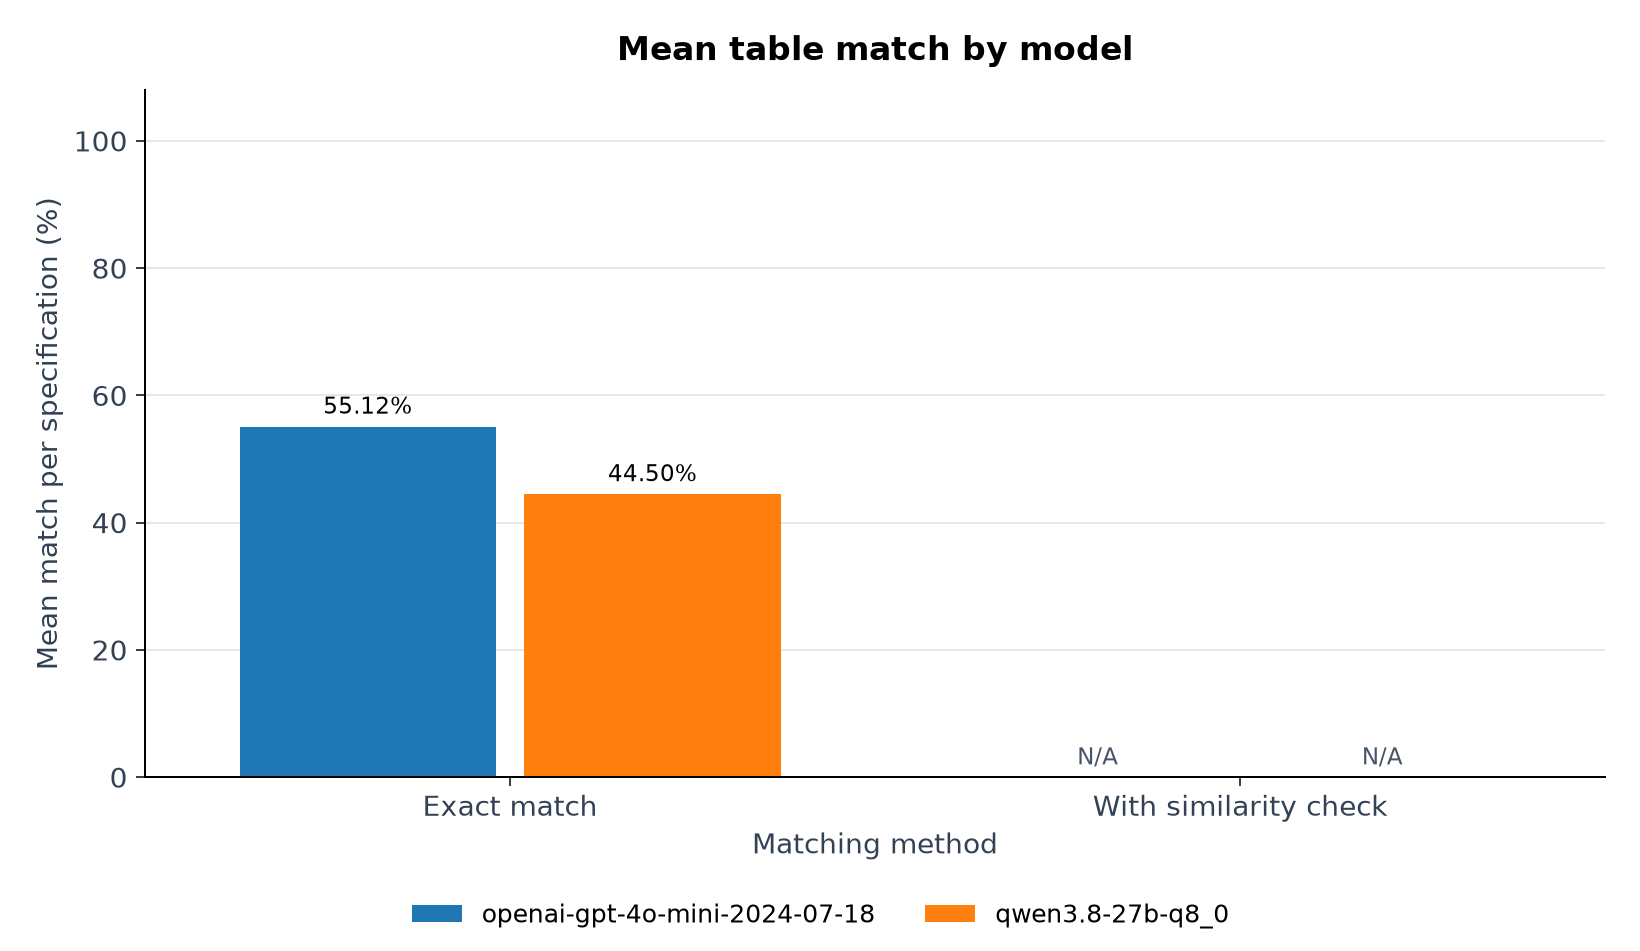 Mean table match by model
Mean match per specification (%)
100
80
60
40
20
0
55.12%
44.50%
N/A
N/A
Exact match
With similarity check
Matching method
openai-gpt-4o-mini-2024-07-18
qwen3.8-27b-q8_0